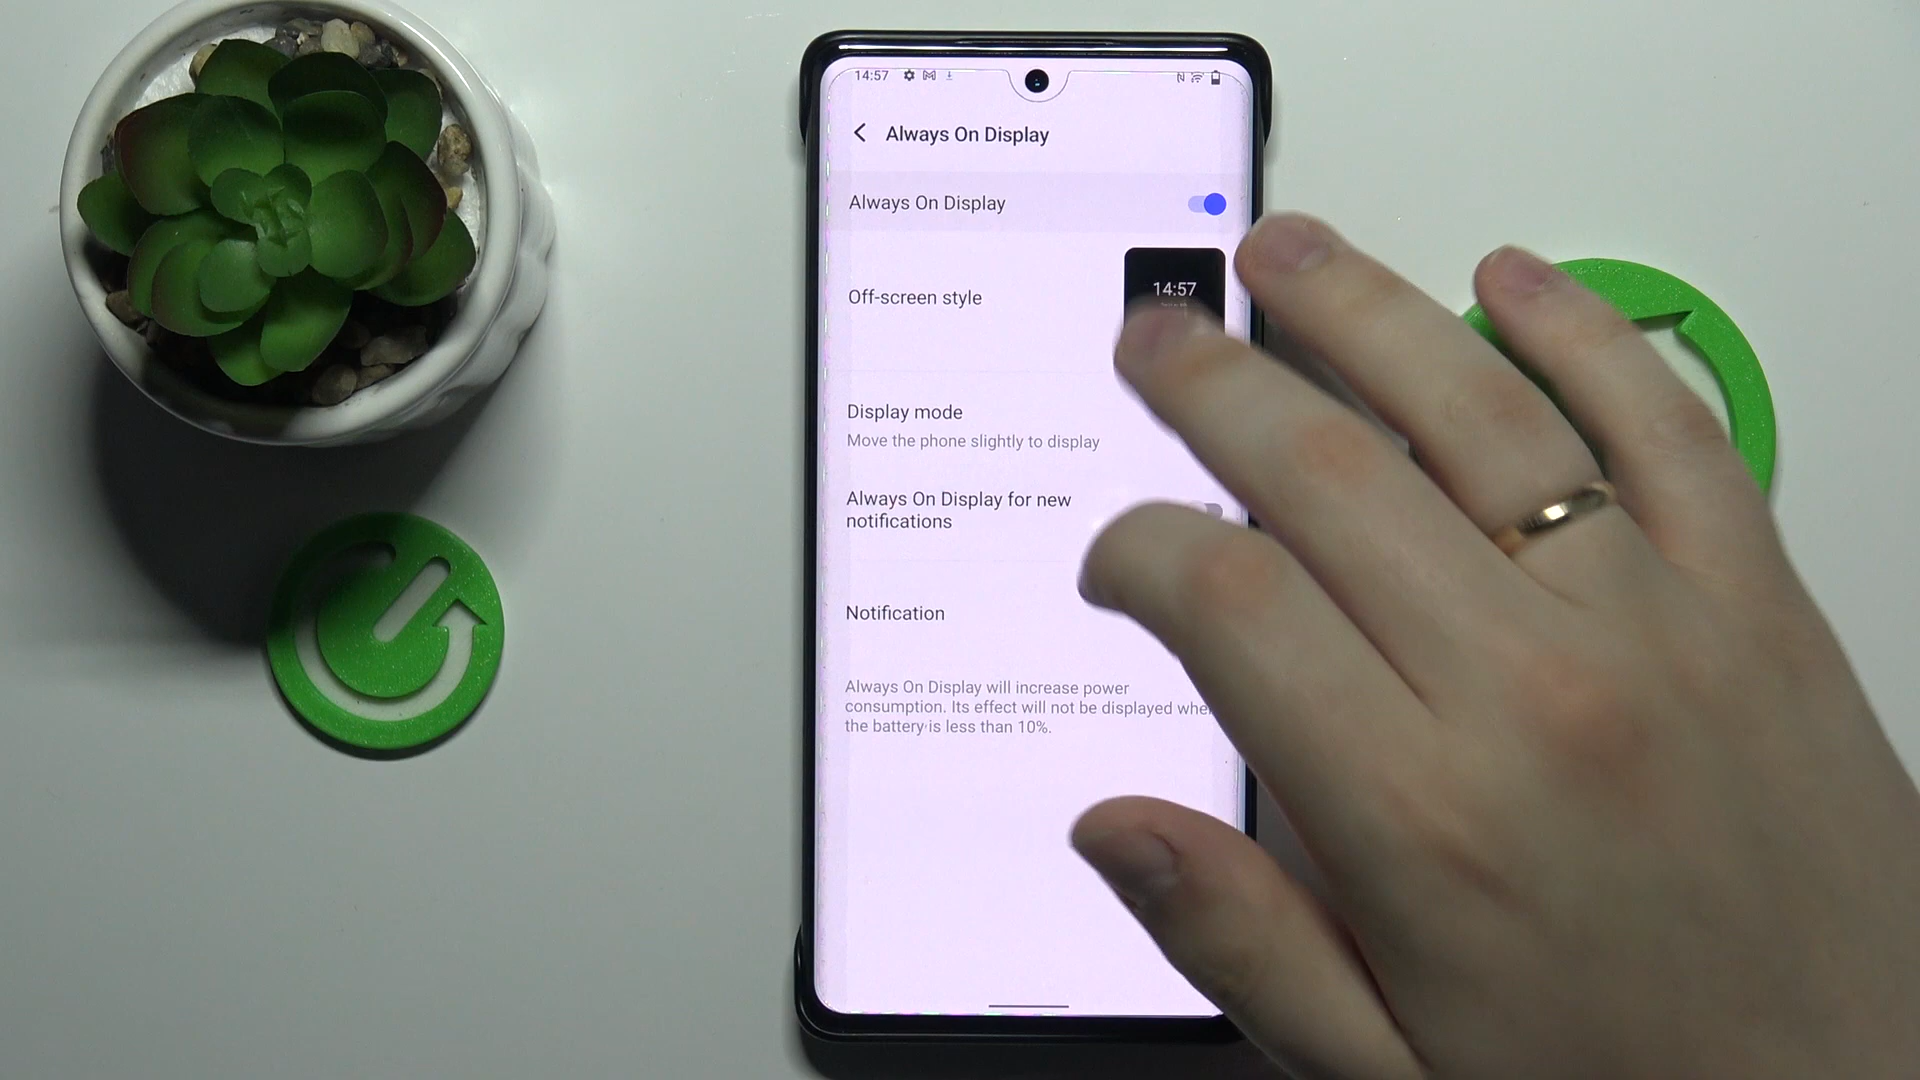 14:57
Always On Display
Always On Display
Off-screen style
14:57
Display mode
Move the phone slightly to display
Always On Display for new
notifications
Notification
Always On Display will increase power
consumption. Its effect will not be displayed
the battery is less than 10%.